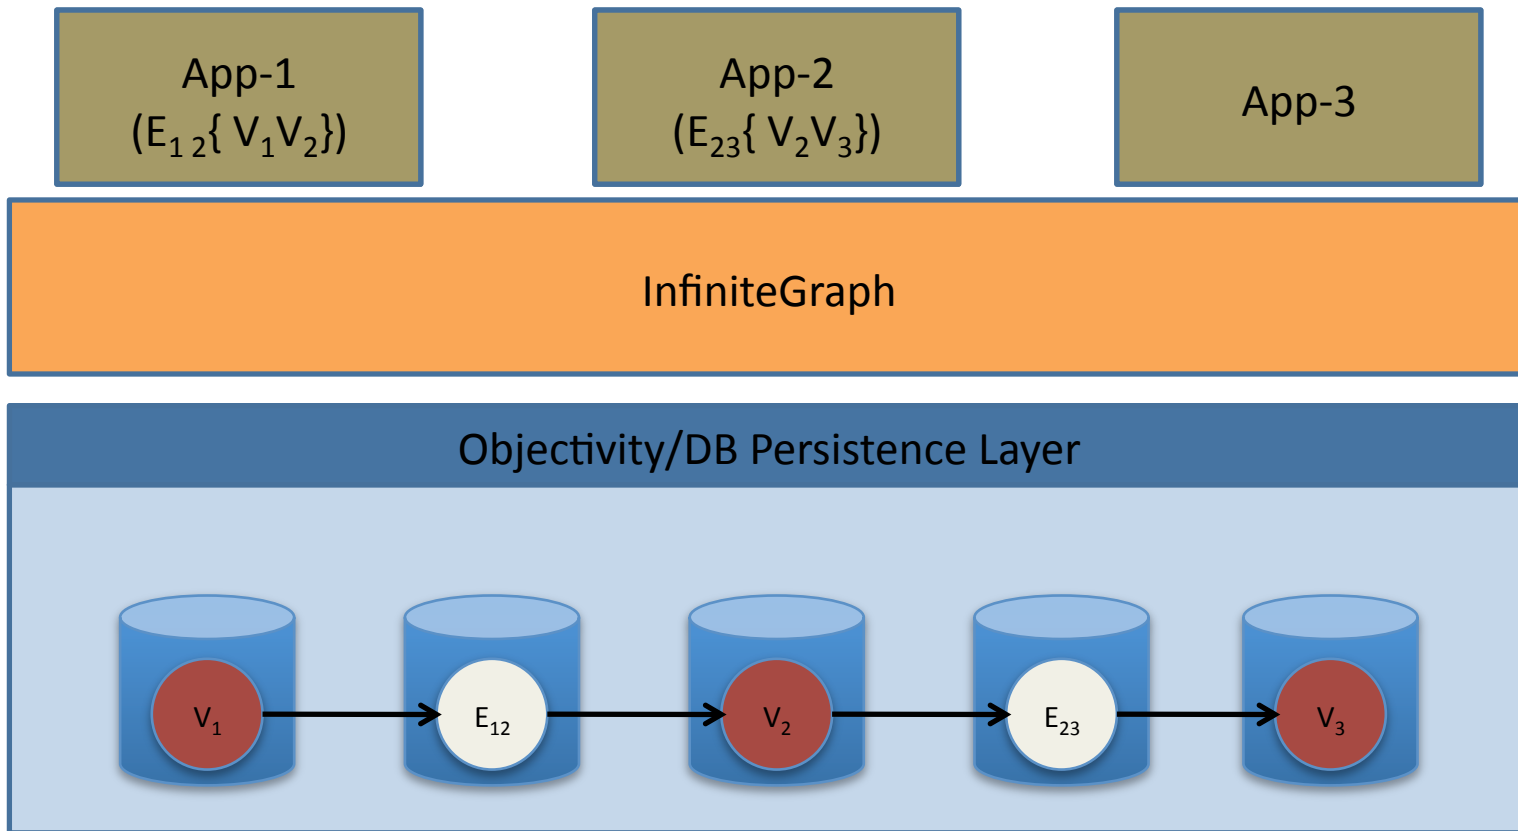 App-1
(E₁ ₂{ V₁V₂})
App-2
(E₂₃{ V₂V₃})
App-3
InfiniteGraph
Objectivity/DB Persistence Layer
V₁
E₁₂
V₂
E₂₃
V₃